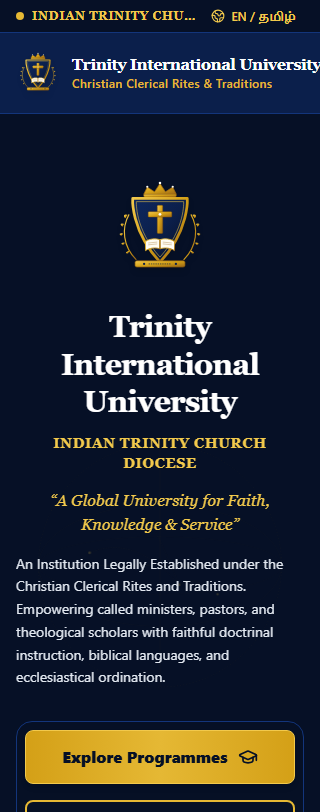 INDIAN TRINITY CHU...
EN / தமிழ்
Trinity International University
Christian Clerical Rites & Traditions
Trinity
International
University
INDIAN TRINITY CHURCH
DIOCESE
“A Global University for Faith,
Knowledge & Service”
An Institution Legally Established under the
Christian Clerical Rites and Traditions.
Empowering called ministers, pastors, and
theological scholars with faithful doctrinal
instruction, biblical languages, and
ecclesiastical ordination.
Explore Programmes